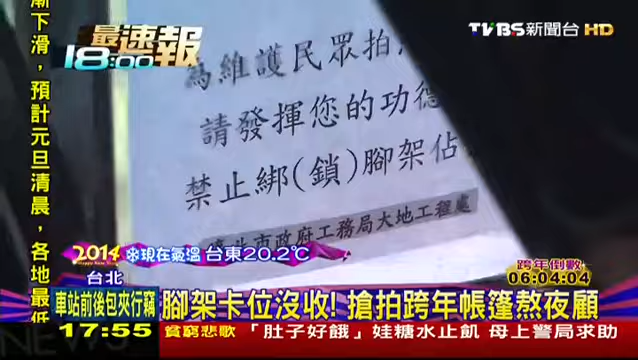 漸下滑，預計元旦清晨，各地最低
最速報
18:00
TVBS新聞台 HD
為維護民眾拍
請發揮您的功德
禁止綁(鎖)腳架佔
北市政府工務局大地工程處
2014
Happy New Year
現在氣溫 台東20.2℃
跨年倒數
06:04:04
台北
車站前後包夾行竊
腳架卡位沒收! 搶拍跨年帳篷熬夜顧
17:55
貧窮悲歌「肚子好餓」娃糖水止飢 母上警局求助